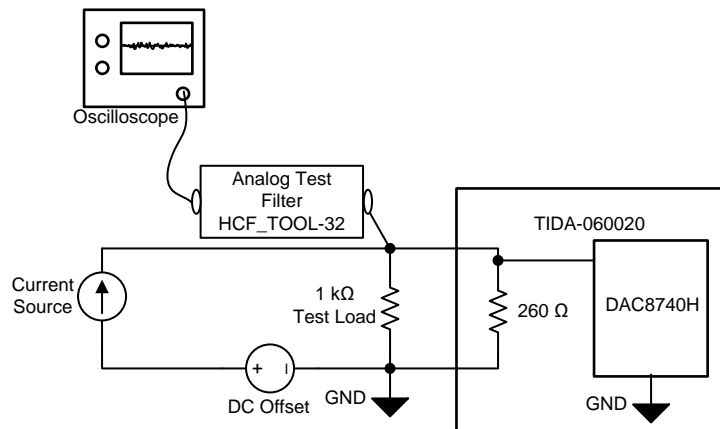 Oscilloscope
Analog Test
Filter
HCF_TOOL-32
TIDA-060020
Current
Source
1 kΩ
Test Load
260 Ω
DAC8740H
+ –
DC Offset
GND
GND